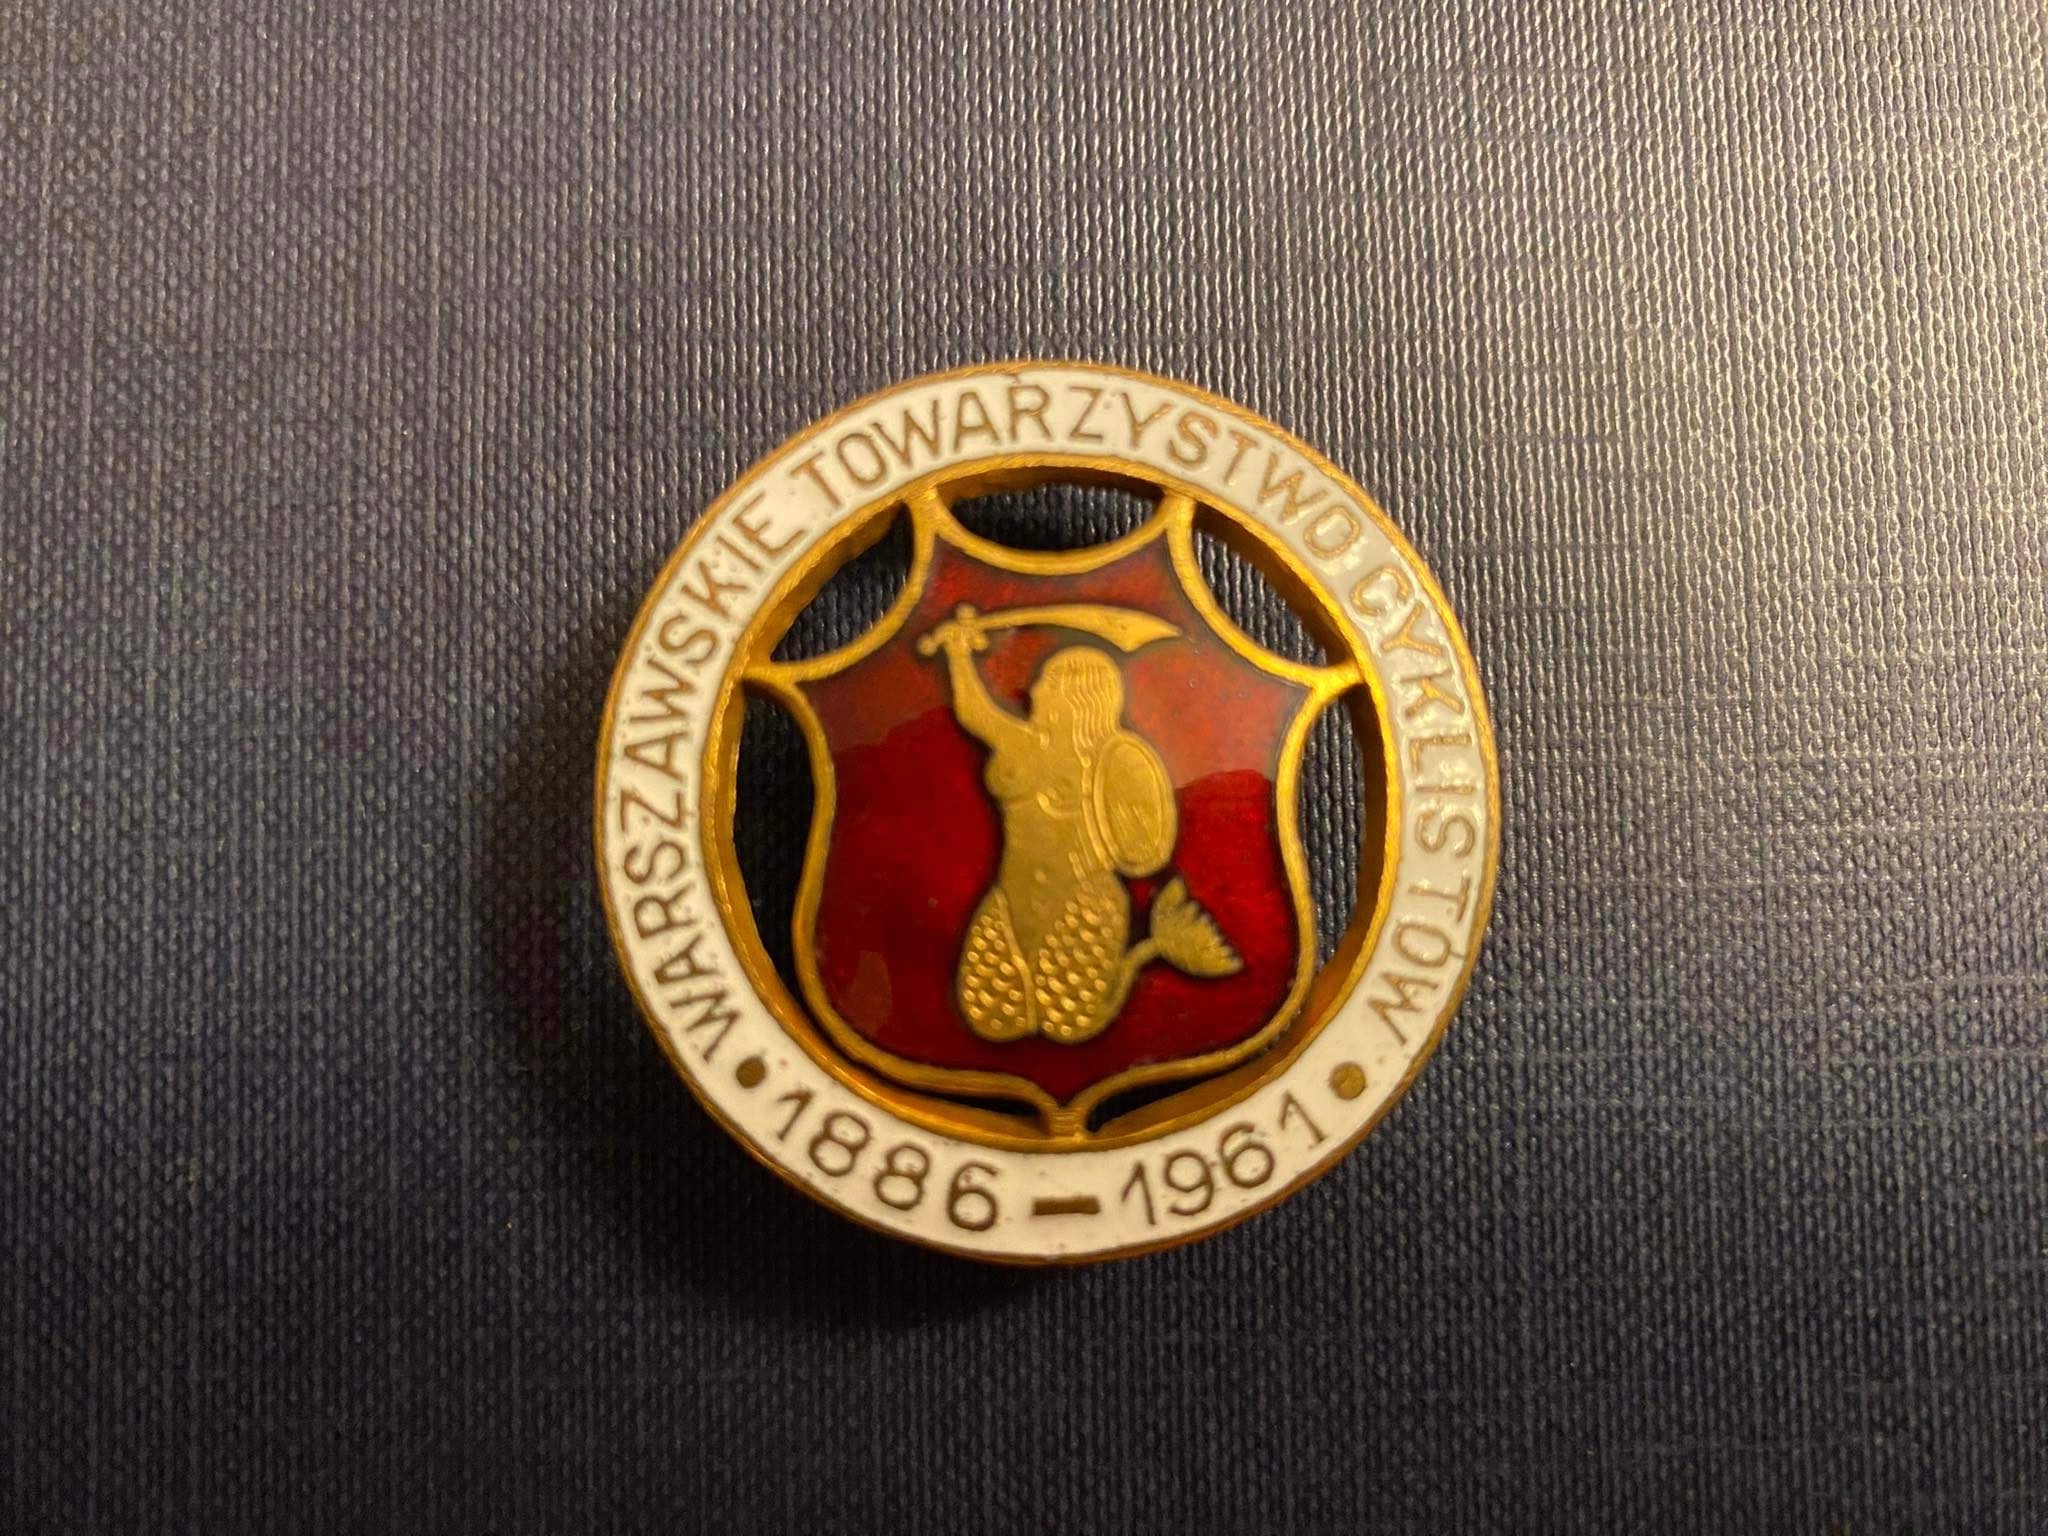 WARSZAWSKIE TOWARZYSTWO CYKLISTÓW
• 1886 – 1961 •